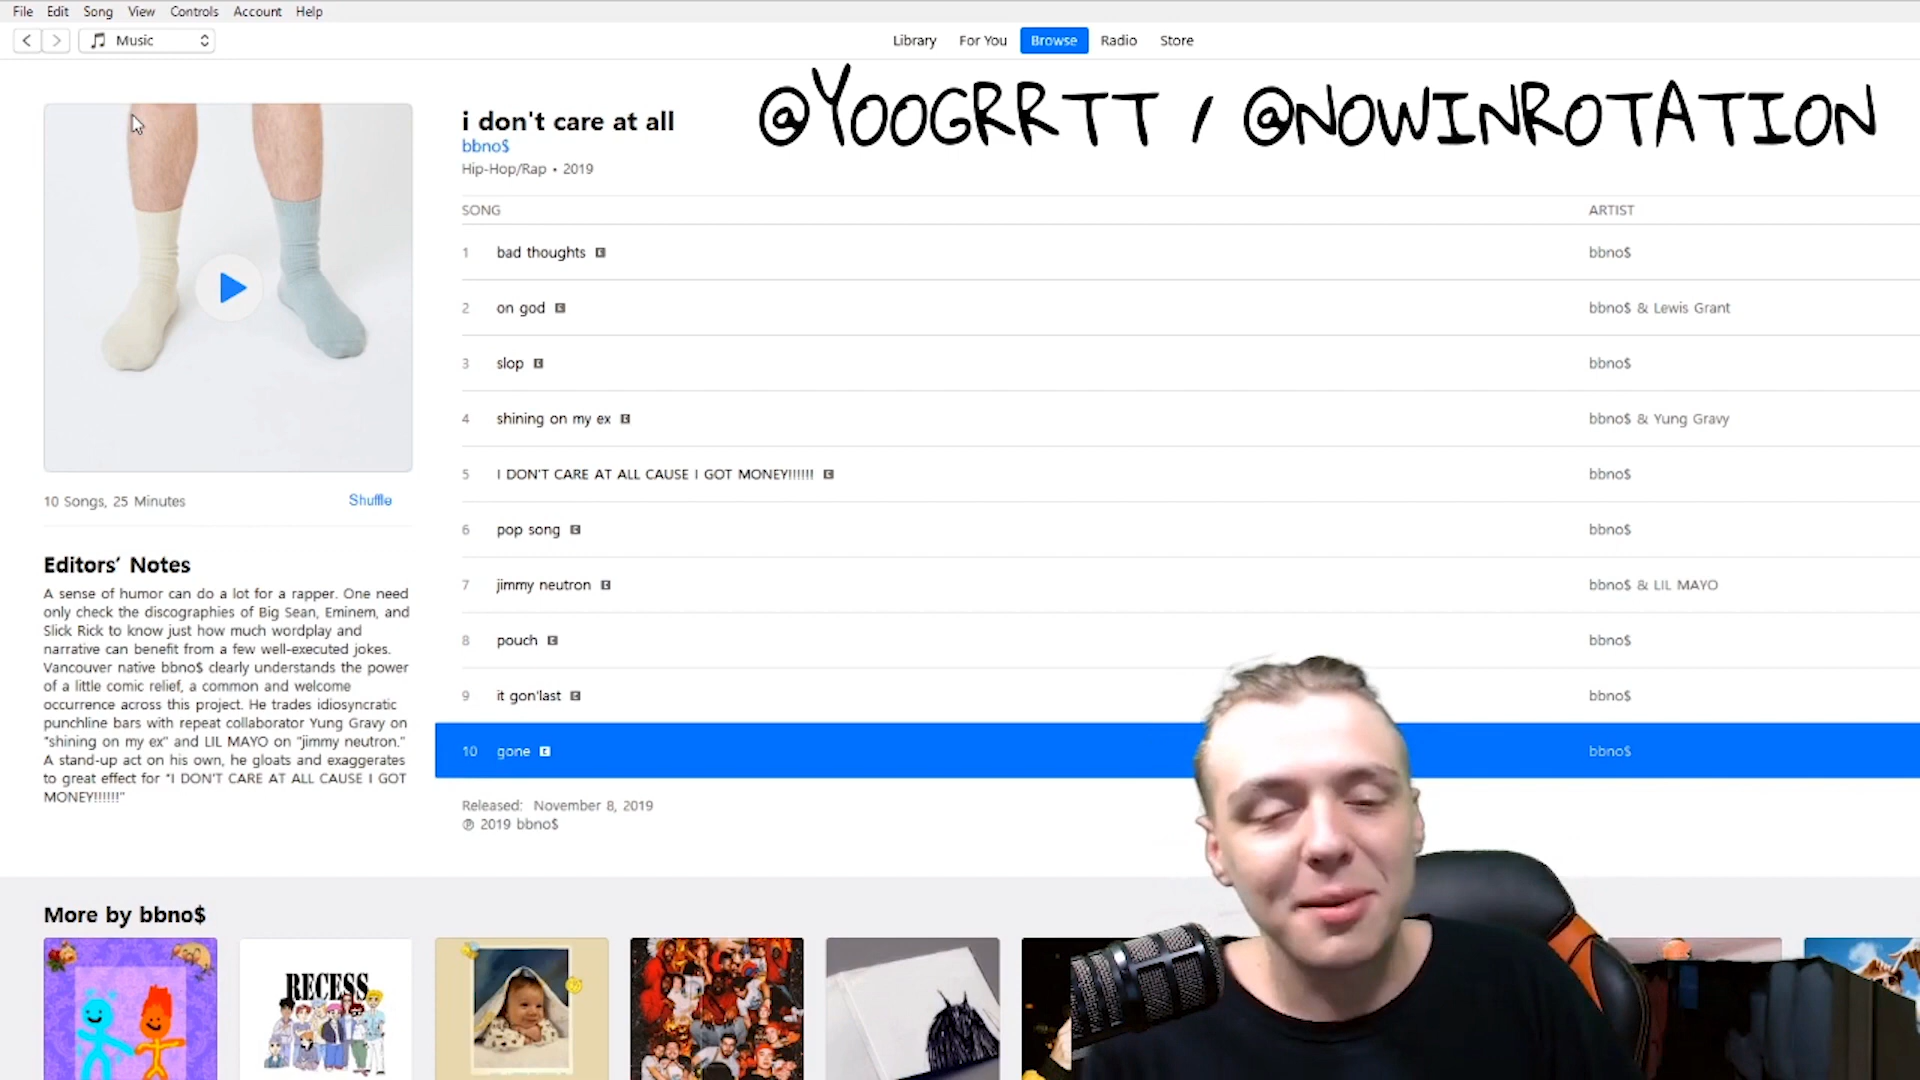 File Edit Song View Controls Account Help
Music
Library For You Browse Radio Store
@YOOGRRTT / @NOWINROTATION
i don't care at all
bbno$
Hip-Hop/Rap • 2019
SONG ARTIST
1 bad thoughts E bbno$
2 on god E bbno$ & Lewis Grant
3 slop E bbno$
4 shining on my ex E bbno$ & Yung Gravy
5 I DON'T CARE AT ALL CAUSE I GOT MONEY!!!!!! E bbno$
6 pop song E bbno$
7 jimmy neutron E bbno$ & LIL MAYO
8 pouch E bbno$
9 it gon'last E bbno$
10 gone E bbno$
Released: November 8, 2019
℗ 2019 bbno$
10 Songs, 25 Minutes Shuffle
Editors’ Notes
A sense of humor can do a lot for a rapper. One need
only check the discographies of Big Sean, Eminem, and
Slick Rick to know just how much wordplay and
narrative can benefit from a few well-executed jokes.
Vancouver native bbno$ clearly understands the power
of a little comic relief, a common and welcome
occurrence across this project. He trades idiosyncratic
punchline bars with repeat collaborator Yung Gravy on
"shining on my ex" and LIL MAYO on "jimmy neutron."
A stand-up act on his own, he gloats and exaggerates
to great effect for "I DON'T CARE AT ALL CAUSE I GOT
MONEY!!!!!!"
More by bbno$
RECESS